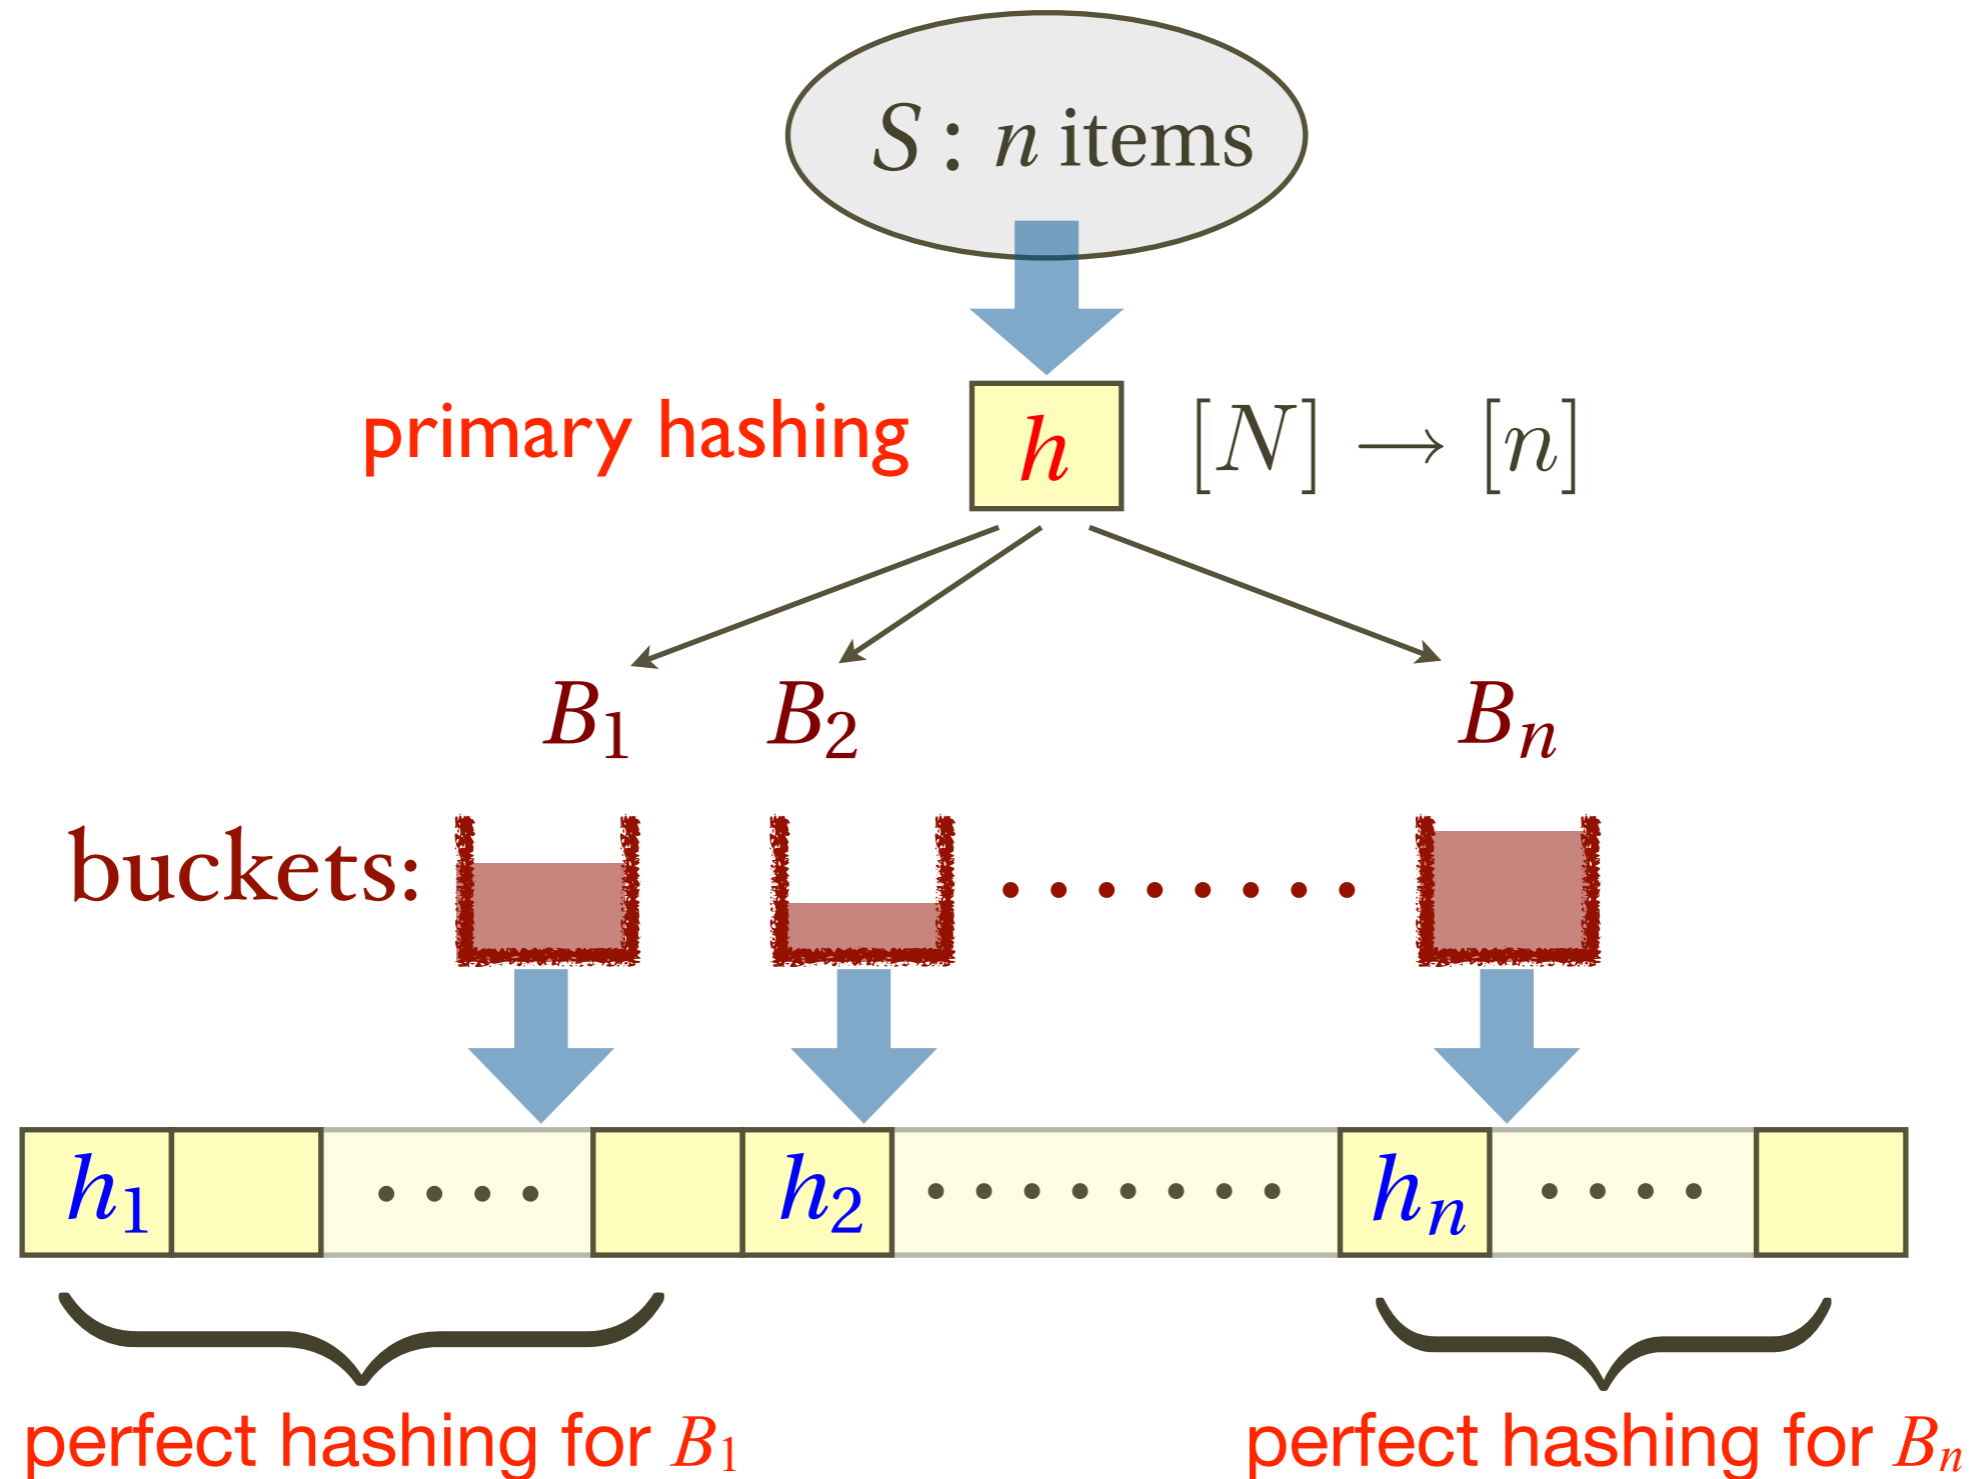 S : n items
primary hashing h [N] → [n]
B₁ B₂ Bₙ
buckets:
h₁ h₂ hₙ
perfect hashing for B₁ perfect hashing for Bₙ